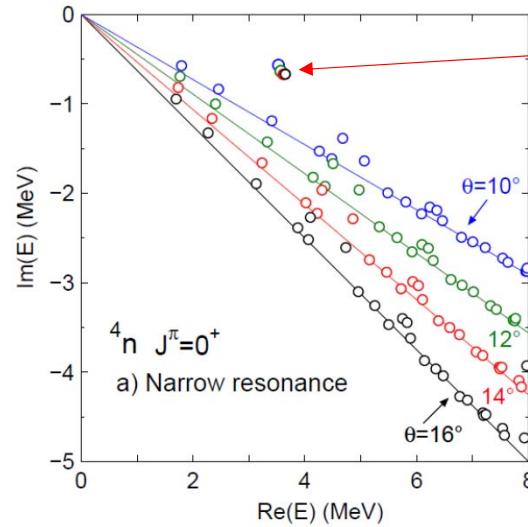 0
−1
−2
−3
−4
−5
Im(E) (MeV)
θ=10°
12°
14°
θ=16°
⁴n Jπ=0⁺
a) Narrow resonance
0 2 4 6 8
Re(E) (MeV)